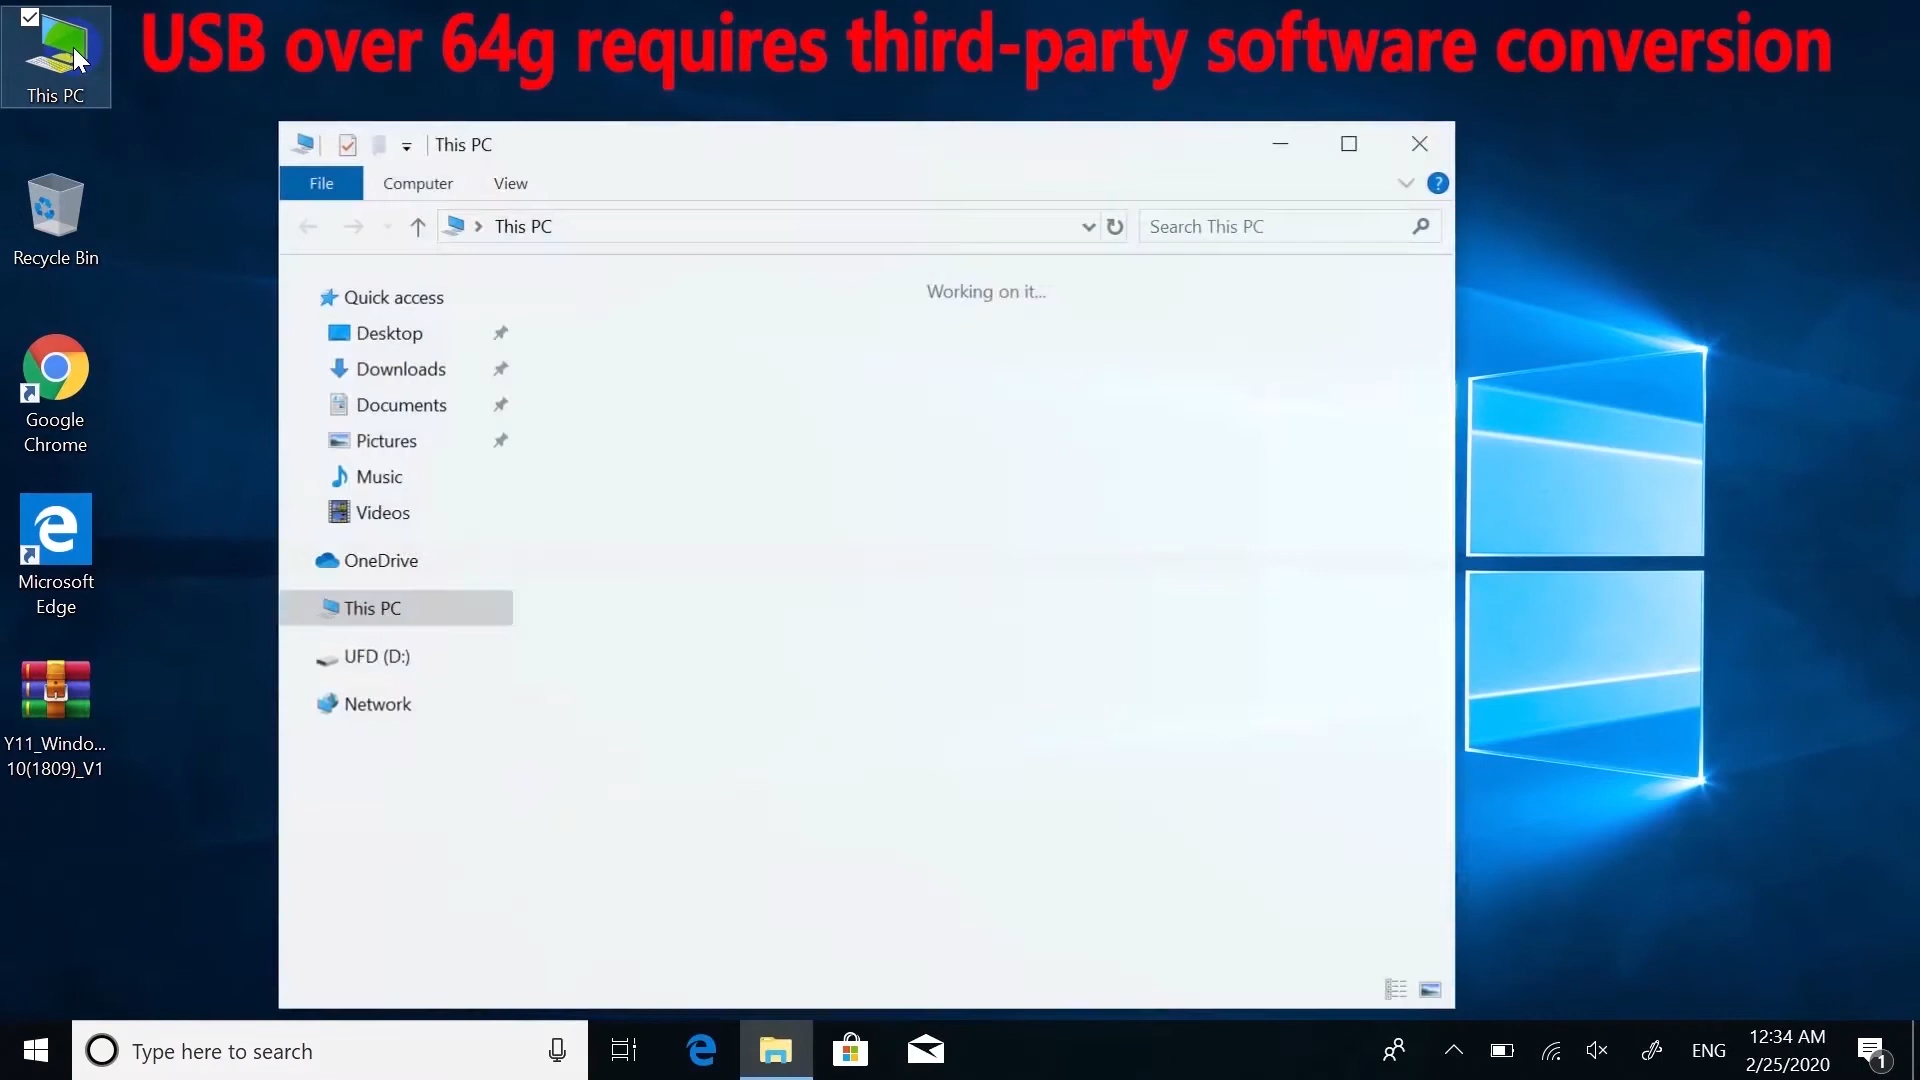 USB over 64g requires third-party software conversion
This PC
Recycle Bin
Google
Chrome
Microsoft
Edge
Y11_Windo...
10(1809)_V1
This PC
File
Computer
View
This PC
Search This PC
Working on it...
Quick access
Desktop
Downloads
Documents
Pictures
Music
Videos
OneDrive
This PC
UFD (D:)
Network
Type here to search
ENG
12:34 AM
2/25/2020
1